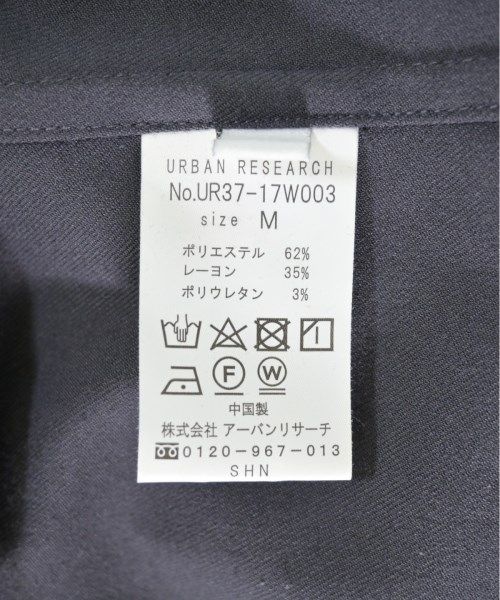 URBAN RESEARCH
No.UR37-17W003
size M
ポリエステル 62%
レーヨン 35%
ポリウレタン 3%
F W
中国製
株式会社 アーバンリサーチ
0120-967-013
SHN